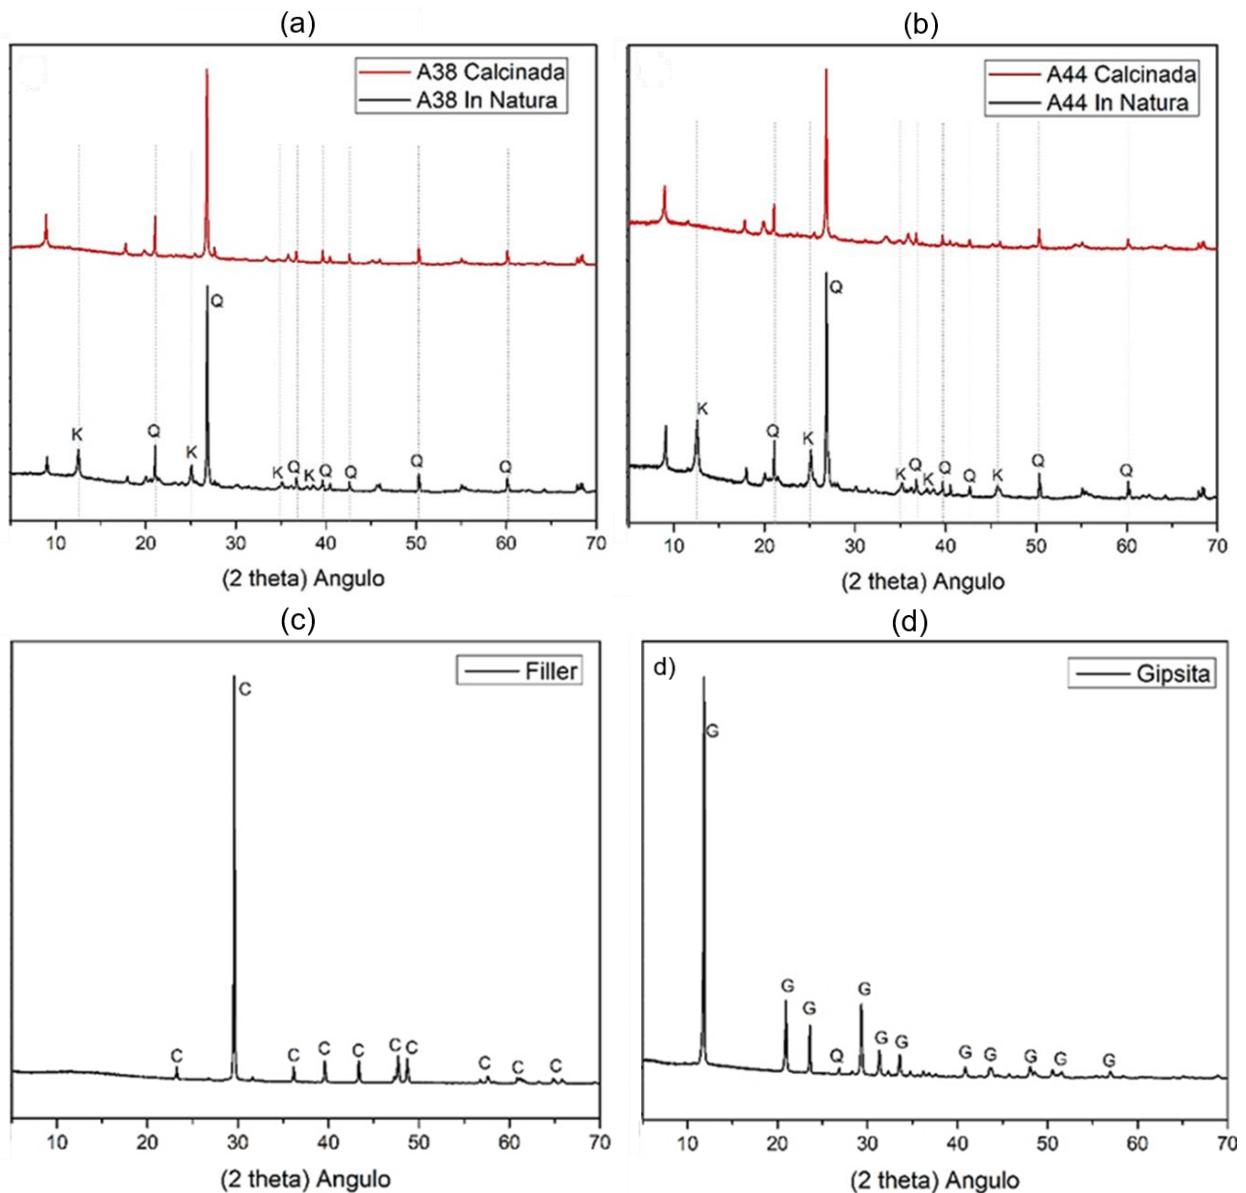 (a)
A38 Calcinada
A38 In Natura
Q
K
Q
K
K
Q
K
Q
Q
Q
Q
10 20 30 40 50 60 70
(2 theta) Angulo
(b)
A44 Calcinada
A44 In Natura
Q
K
Q
K
K
Q
K
Q
Q
K
Q
Q
10 20 30 40 50 60 70
(2 theta) Angulo
(c)
Filler
C
C
C
C
C
C
C
C
C
C
10 20 30 40 50 60 70
(2 theta) Angulo
(d)
d)
Gipsita
G
G
G
Q
G
G
G
G
G
G
G
G
10 20 30 40 50 60 70
(2 theta) Angulo